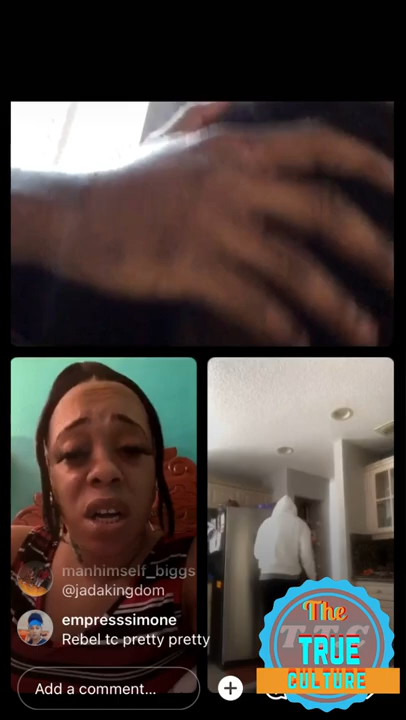 manhimself_biggs
@jadakingdom
empresssimone
Rebel tc pretty pretty
Add a comment...
The
TRUE
CULTURE